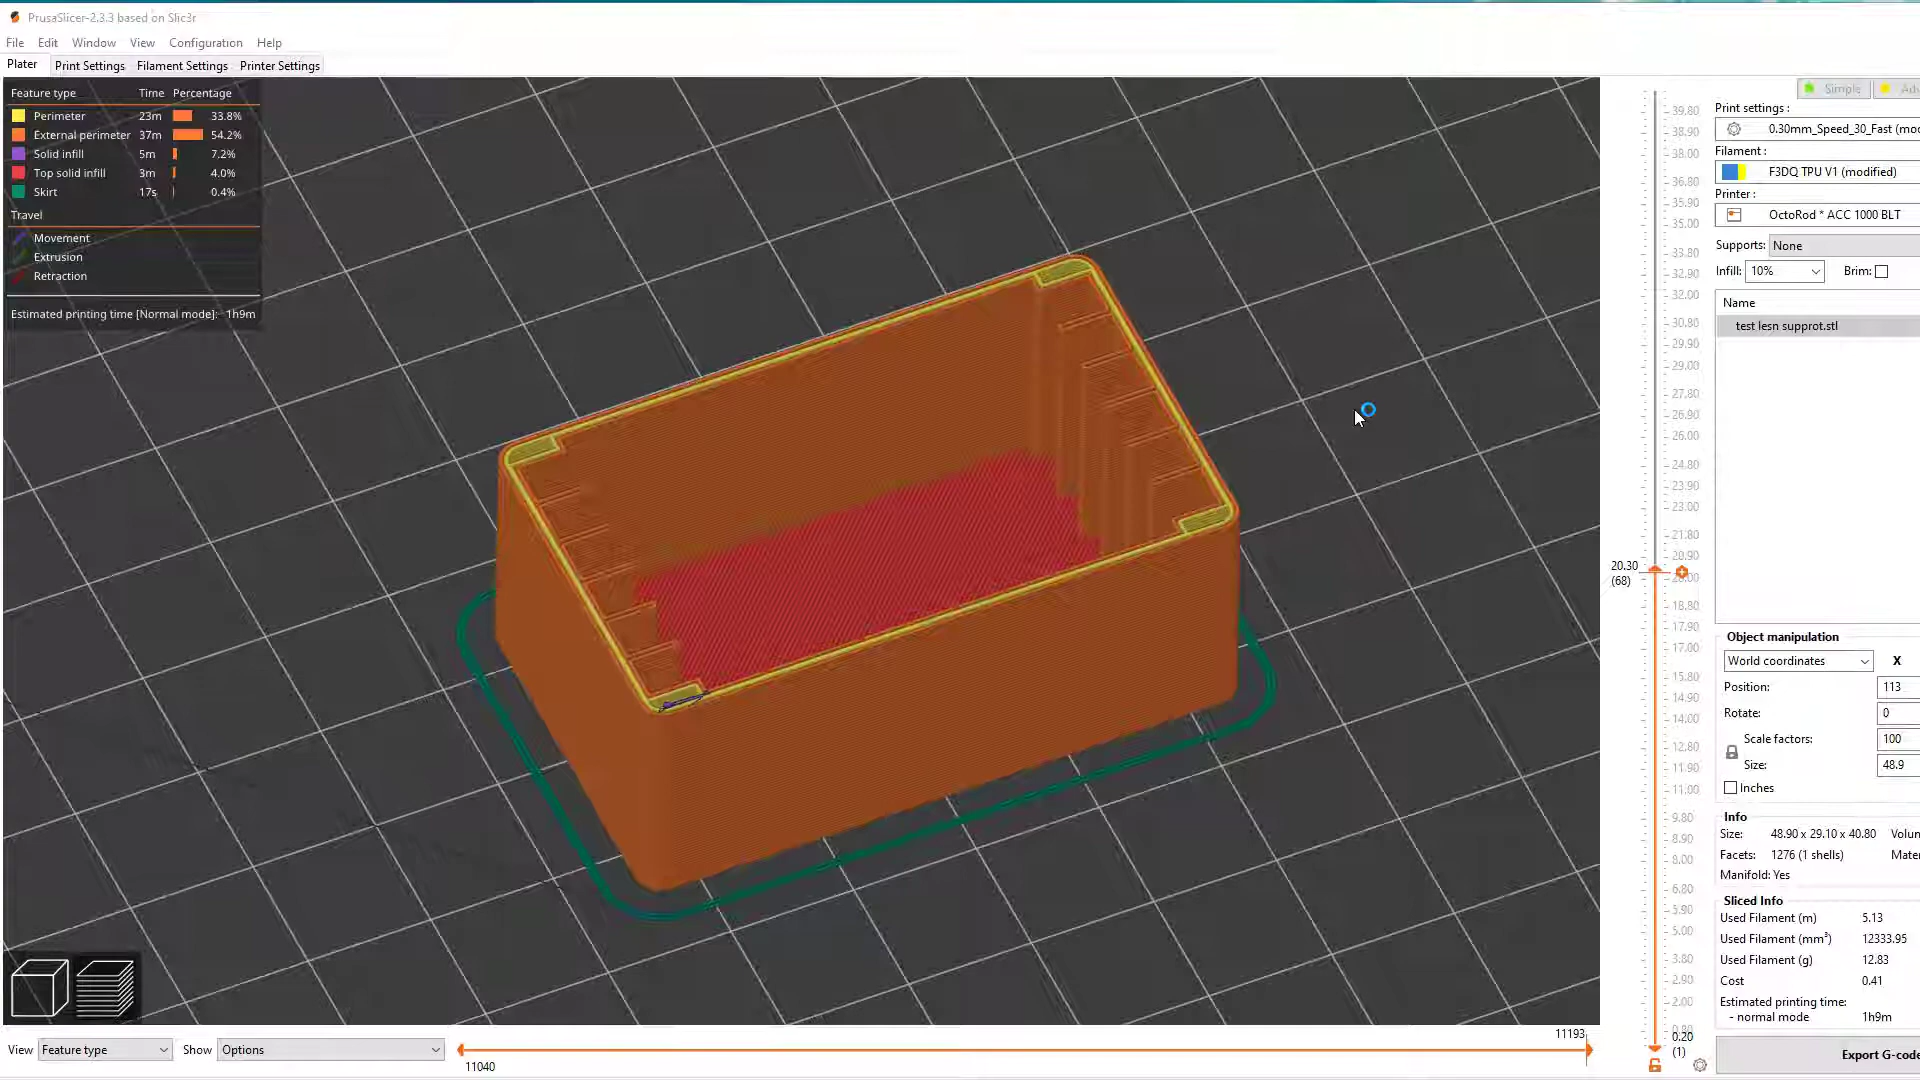 PrusaSlicer-2.3.3 based on Slic3r
File Edit Window View Configuration Help
Plater Print Settings Filament Settings Printer Settings
Feature type Time Percentage
Perimeter 23m 33.8%
External perimeter 37m 54.2%
Solid infill 5m 7.2%
Top solid infill 3m 4.0%
Skirt 17s 0.4%
Travel
Movement
Extrusion
Retraction
Estimated printing time [Normal mode]: 1h9m
39.80
38.90
38.00
36.80
35.90
35.00
33.80
32.90
32.00
30.80
29.90
29.00
27.80
26.90
26.00
24.80
23.90
23.00
21.80
20.90
20.00
18.80
17.90
17.00
15.80
14.90
14.00
12.80
11.90
11.00
9.80
8.90
8.00
6.80
5.90
5.00
3.80
2.90
2.00
0.80
20.30
(68)
0.20
(1)
Simple Adv
Print settings :
0.30mm_Speed_30_Fast (mod
Filament :
F3DQ TPU V1 (modified)
Printer :
OctoRod * ACC 1000 BLT
Supports: None
Infill: 10% Brim:
Name
test lesn supprot.stl
Object manipulation
World coordinates X
Position: 113
Rotate: 0
Scale factors: 100
Size: 48.9
Inches
Info
Size: 48.90 x 29.10 x 40.80 Volum
Facets: 1276 (1 shells) Mater
Manifold: Yes
Sliced Info
Used Filament (m) 5.13
Used Filament (mm³) 12333.95
Used Filament (g) 12.83
Cost 0.41
Estimated printing time:
- normal mode 1h9m
Export G-code
View Feature type Show Options
11193
11040